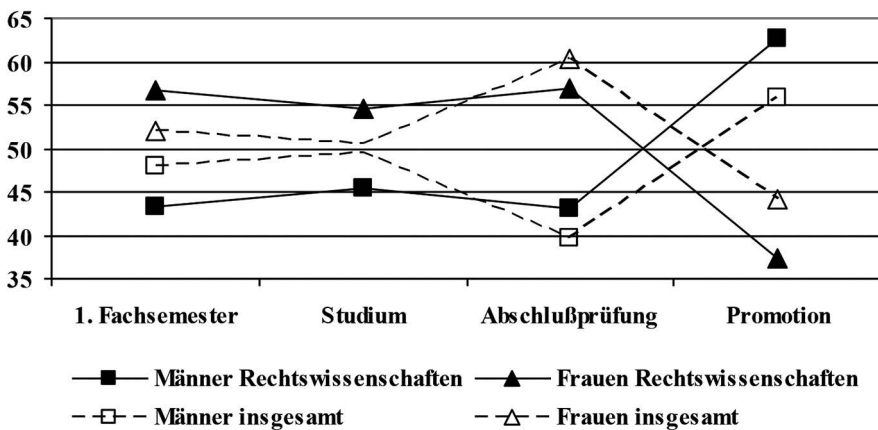 65
60
55
50
45
40
35
1. Fachsemester Studium Abschlußprüfung Promotion
Männer Rechtswissenschaften Frauen Rechtswissenschaften
Männer insgesamt Frauen insgesamt